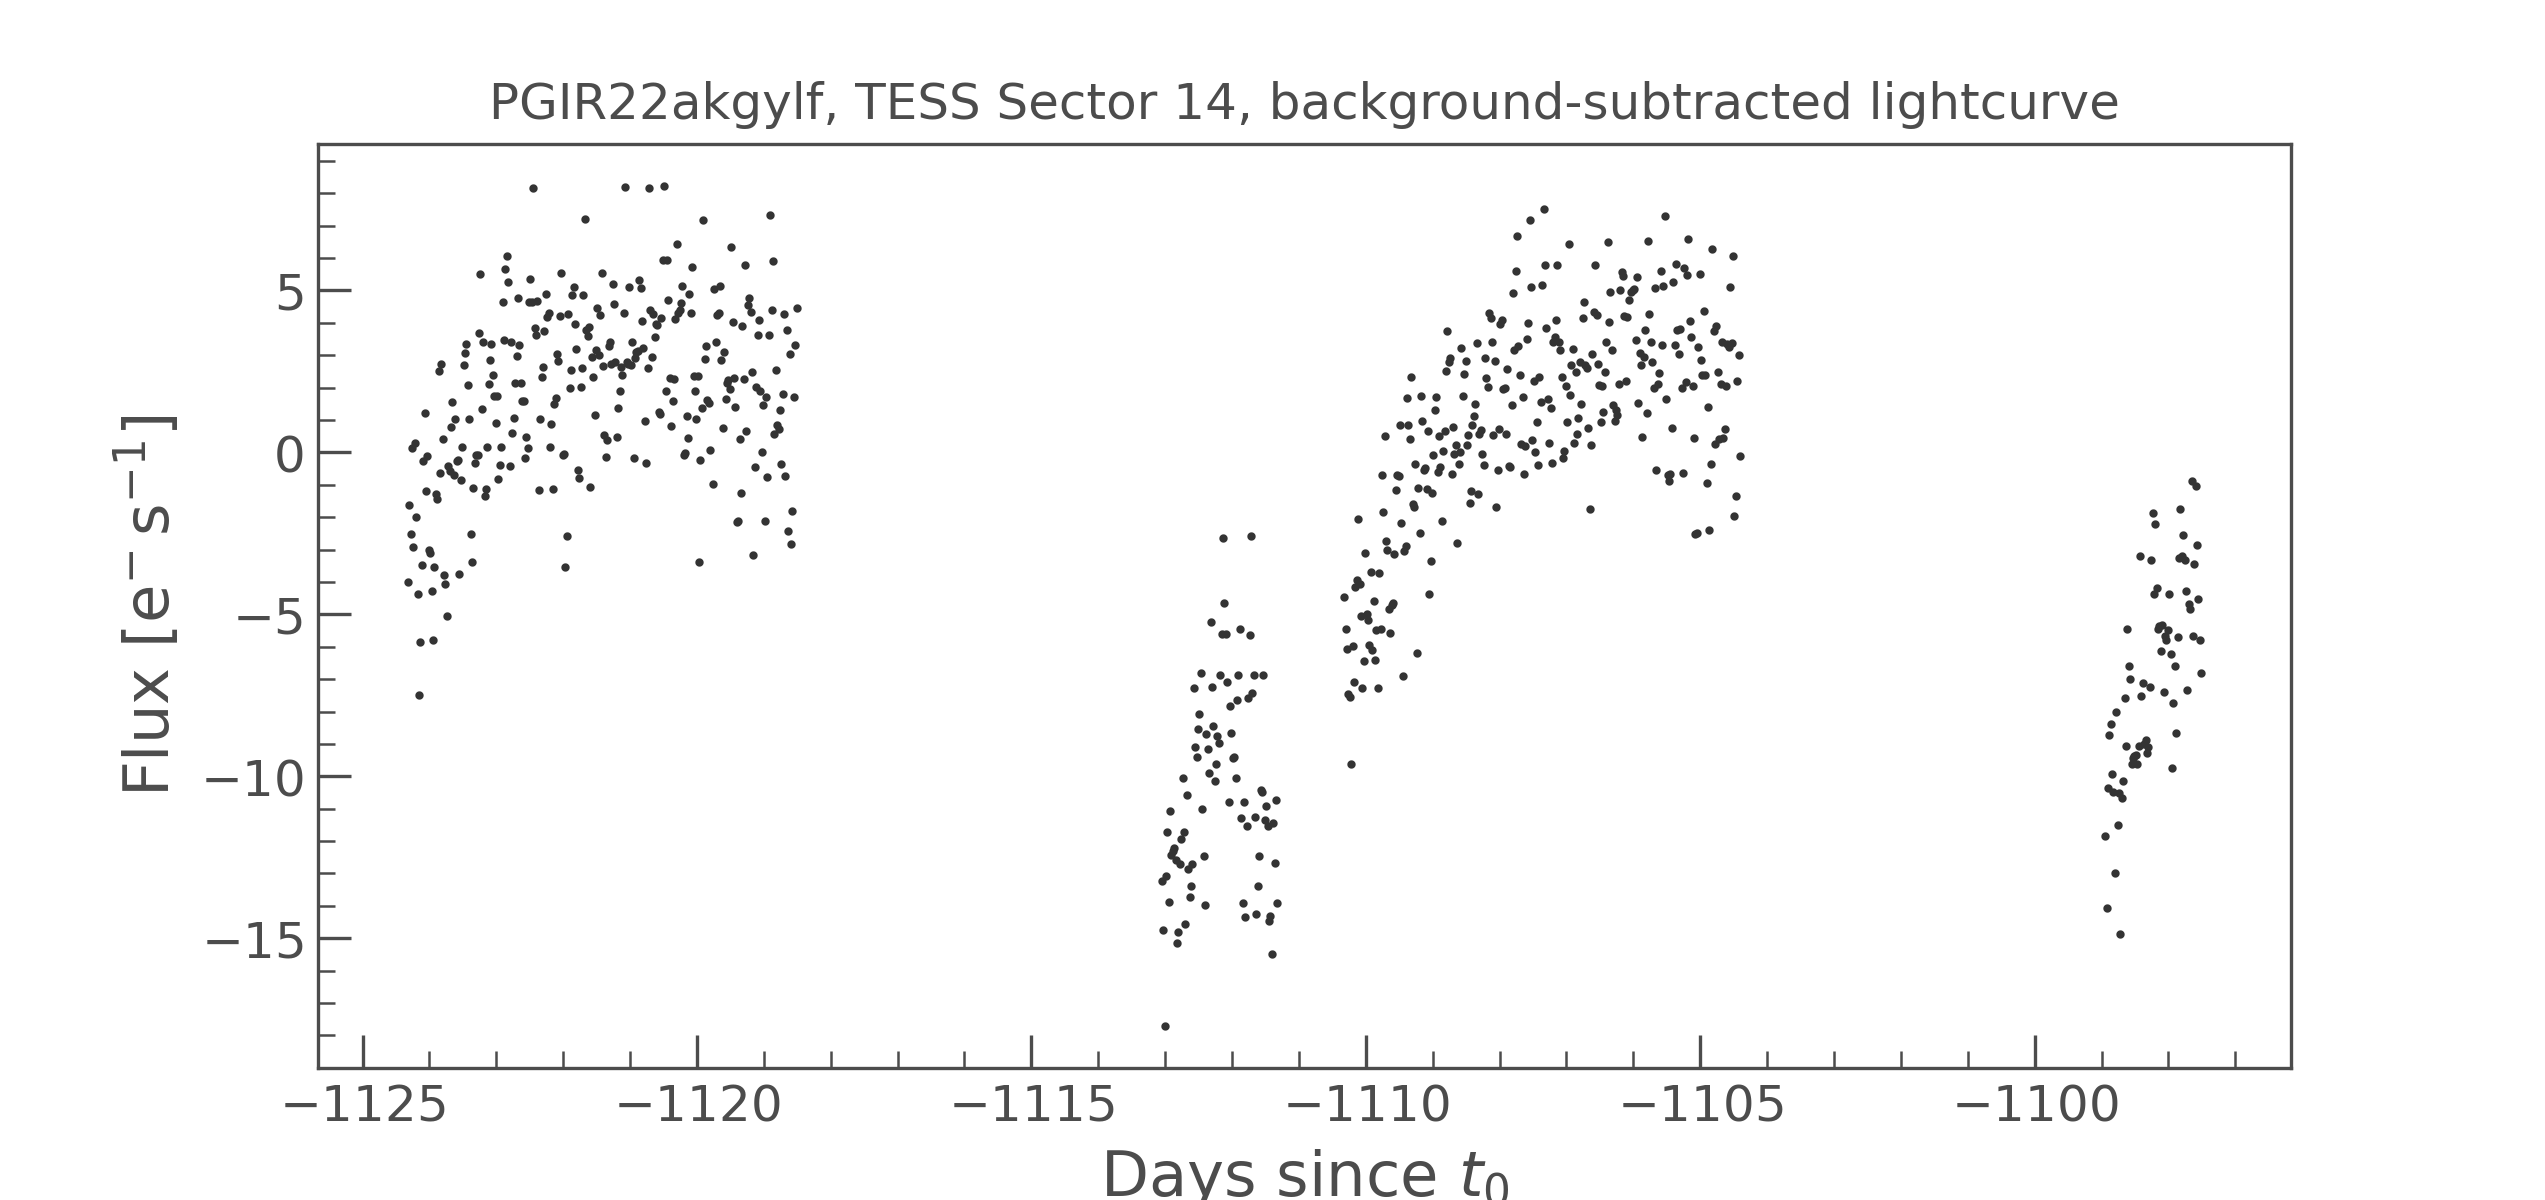 PGIR22akgylf, TESS Sector 14, background-subtracted lightcurve
Flux [e⁻ s⁻¹]
5
0
−5
−10
−15
−1125 −1120 −1115 −1110 −1105 −1100
Days since t₀